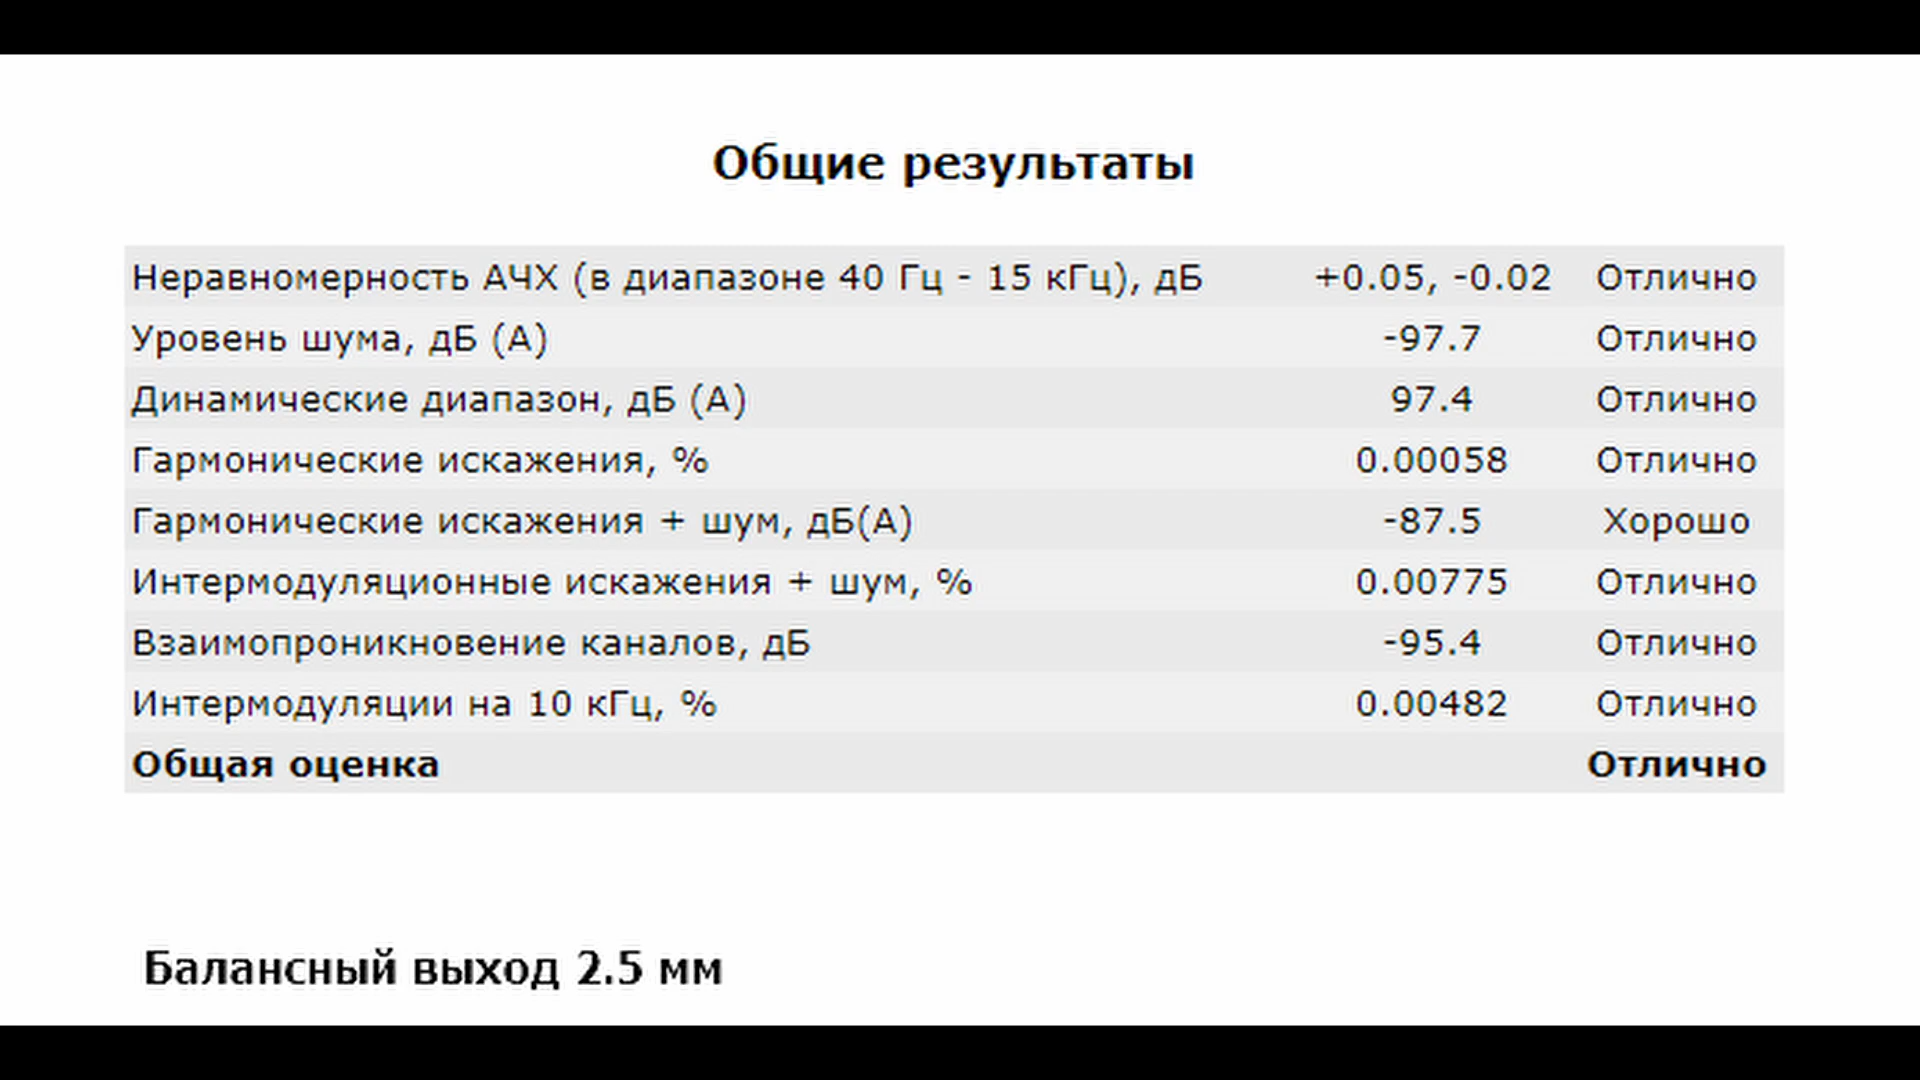 Общие результаты
Неравномерность АЧХ (в диапазоне 40 Гц - 15 кГц), дБ +0.05, -0.02 Отлично
Уровень шума, дБ (А) -97.7 Отлично
Динамические диапазон, дБ (А) 97.4 Отлично
Гармонические искажения, % 0.00058 Отлично
Гармонические искажения + шум, дБ(А) -87.5 Хорошо
Интермодуляционные искажения + шум, % 0.00775 Отлично
Взаимопроникновение каналов, дБ -95.4 Отлично
Интермодуляции на 10 кГц, % 0.00482 Отлично
Общая оценка Отлично
Балансный выход 2.5 мм